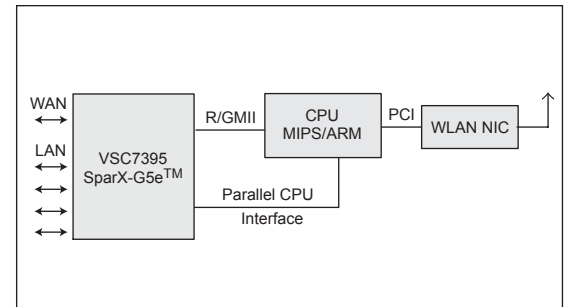 WAN
LAN
VSC7395
SparX-G5e™
R/GMII
CPU
MIPS/ARM
PCI
WLAN NIC
Parallel CPU
Interface